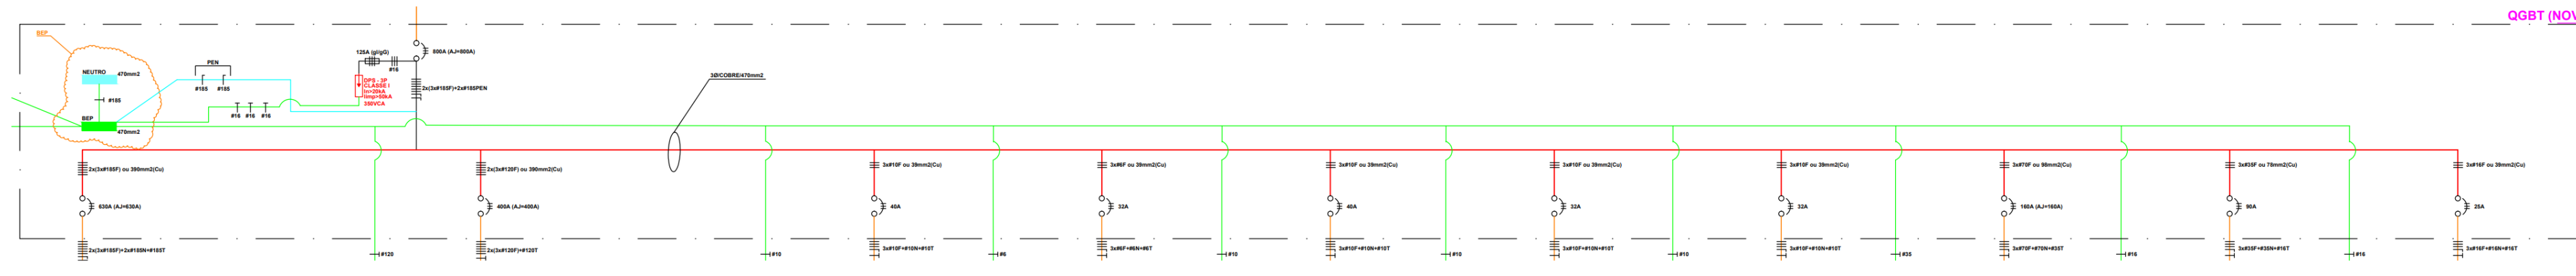 QGBT (NOV
BEP
NEUTRO
470mm2
#185
BEP
470mm2
PEN
#185 #185
#16 #16 #16
125A (gl/gG)
#16
DPS - 3P
CLASSE I
In>20kA
Iimp>50kA
350VCA
800A (AJ=800A)
2x(3x#185F)+2x#185PEN
3Ø/COBRE/470mm2
2x(3x#185F) ou 390mm2(Cu)
2x(3x#120F) ou 390mm2(Cu)
3x#10F ou 39mm2(Cu)
3x#6F ou 39mm2(Cu)
3x#10F ou 39mm2(Cu)
3x#10F ou 39mm2(Cu)
3x#10F ou 39mm2(Cu)
3x#70F ou 98mm2(Cu)
3x#35F ou 78mm2(Cu)
3x#16F ou 39mm2(Cu)
630A (AJ=630A)
400A (AJ=400A)
40A
32A
40A
32A
32A
160A (AJ=160A)
90A
25A
2x(3x#185F)+2x#185N+#185T
2x(3x#120F)+#120T
3x#10F+#10N+#10T
3x#6F+#6N+#6T
3x#10F+#10N+#10T
3x#10F+#10N+#10T
3x#10F+#10N+#10T
3x#70F+#70N+#35T
3x#35F+#35N+#16T
3x#16F+#16N+#16T
#120
#10
#6
#10
#10
#10
#35
#16
#16